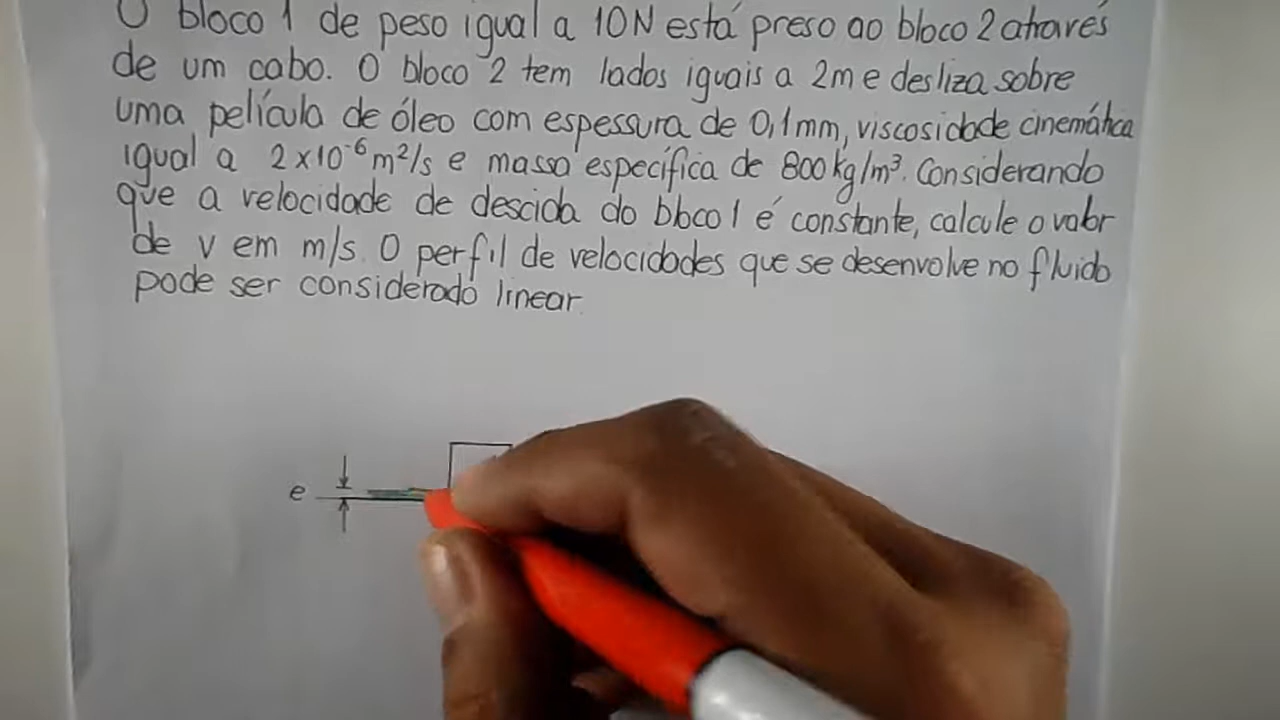 O bloco 1 de peso igual a 10N está preso ao bloco 2 através
de um cabo. O bloco 2 tem lados iguais a 2m e desliza sobre
uma película de óleo com espessura de 0,1mm, viscosidade cinemática
igual a 2x10⁻⁶m²/s e massa específica de 800kg/m³. Considerando
que a velocidade de descida do bloco 1 é constante, calcule o valor
de v em m/s. O perfil de velocidades que se desenvolve no fluido
pode ser considerado linear.
e